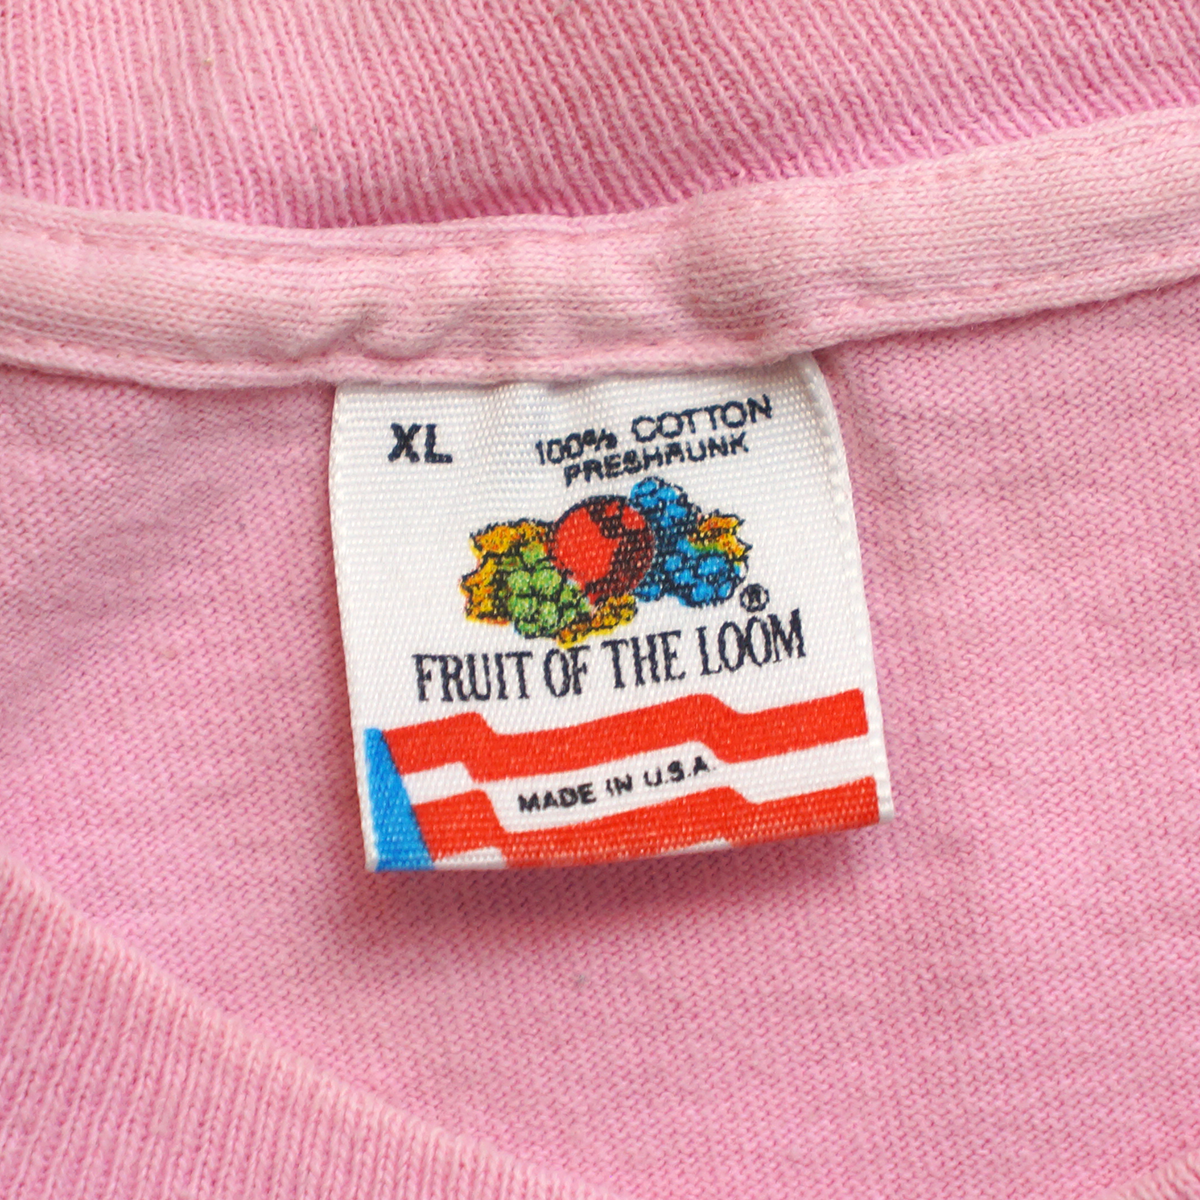 XL
100% COTTON
PRESHRUNK
®
FRUIT OF THE LOOM
MADE IN U.S.A.